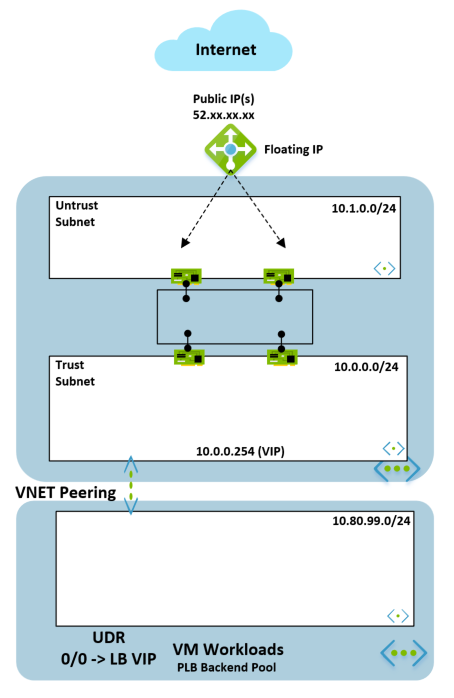 Internet
Public IP(s)
52.xx.xx.xx
Floating IP
Untrust
Subnet
10.1.0.0/24
Trust
Subnet
10.0.0.0/24
10.0.0.254 (VIP)
VNET Peering
10.80.99.0/24
UDR
0/0 -> LB VIP
VM Workloads
PLB Backend Pool